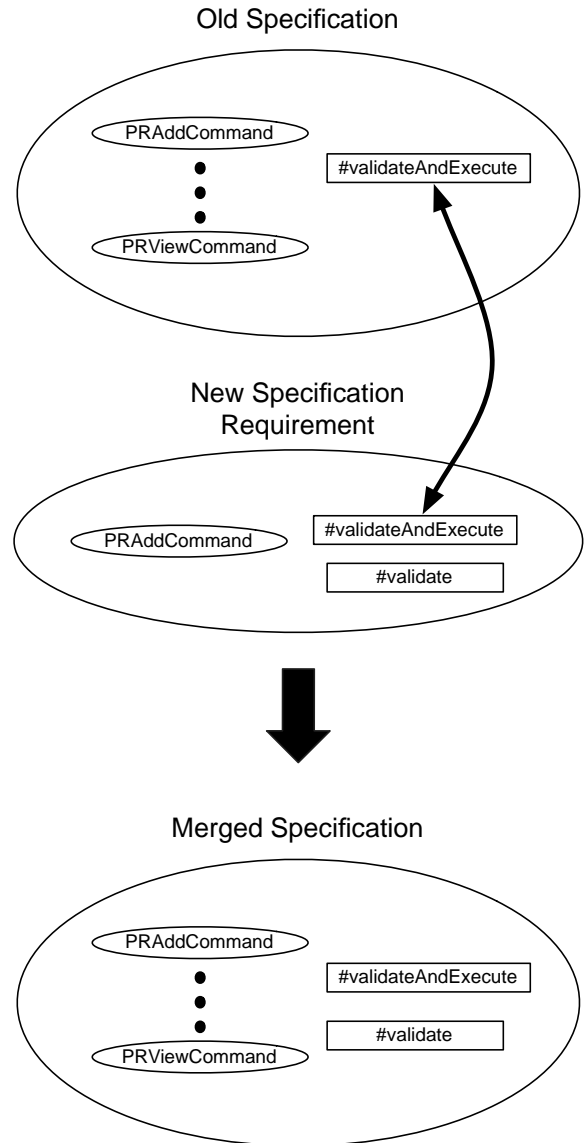 Old Specification
PRAddCommand
#validateAndExecute
PRViewCommand
New Specification
Requirement
#validateAndExecute
PRAddCommand
#validate
Merged Specification
PRAddCommand
#validateAndExecute
#validate
PRViewCommand